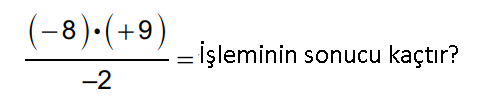 (−8)·(+9)
–2
= İşleminin sonucu kaçtır?